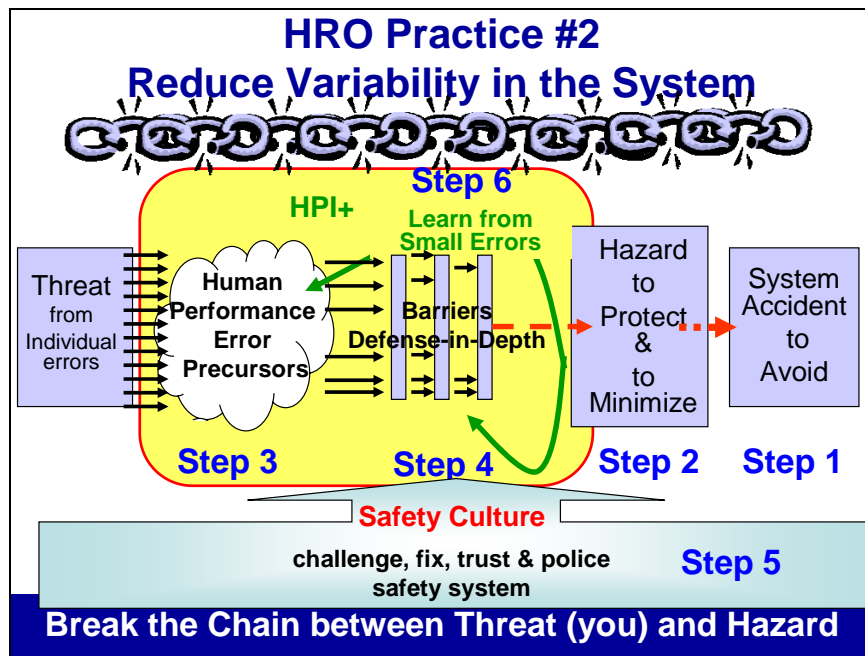 HRO Practice #2
Reduce Variability in the System
Step 6
HPI+
Learn from
Small Errors
Threat
from
Individual
errors
Human
Performance
Error
Precursors
Barriers
Defense-in-Depth
Hazard
to
Protect
&
to
Minimize
System
Accident
to
Avoid
Step 3
Step 4
Step 2
Step 1
Safety Culture
challenge, fix, trust & police
safety system
Step 5
Break the Chain between Threat (you) and Hazard